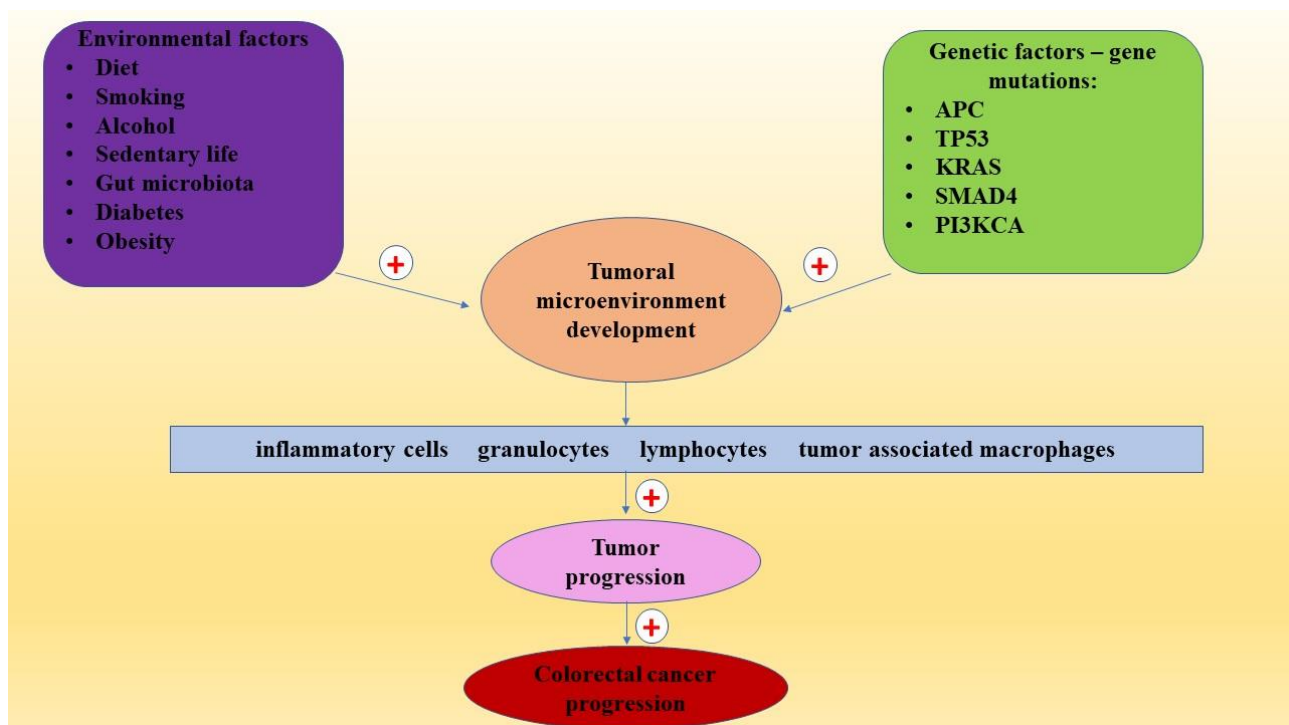 Environmental factors
• Diet
• Smoking
• Alcohol
• Sedentary life
• Gut microbiota
• Diabetes
• Obesity
Genetic factors – gene
mutations:
• APC
• TP53
• KRAS
• SMAD4
• PI3KCA
+
+
Tumoral
microenvironment
development
inflammatory cells granulocytes lymphocytes tumor associated macrophages
+
Tumor
progression
+
Colorectal cancer
progression